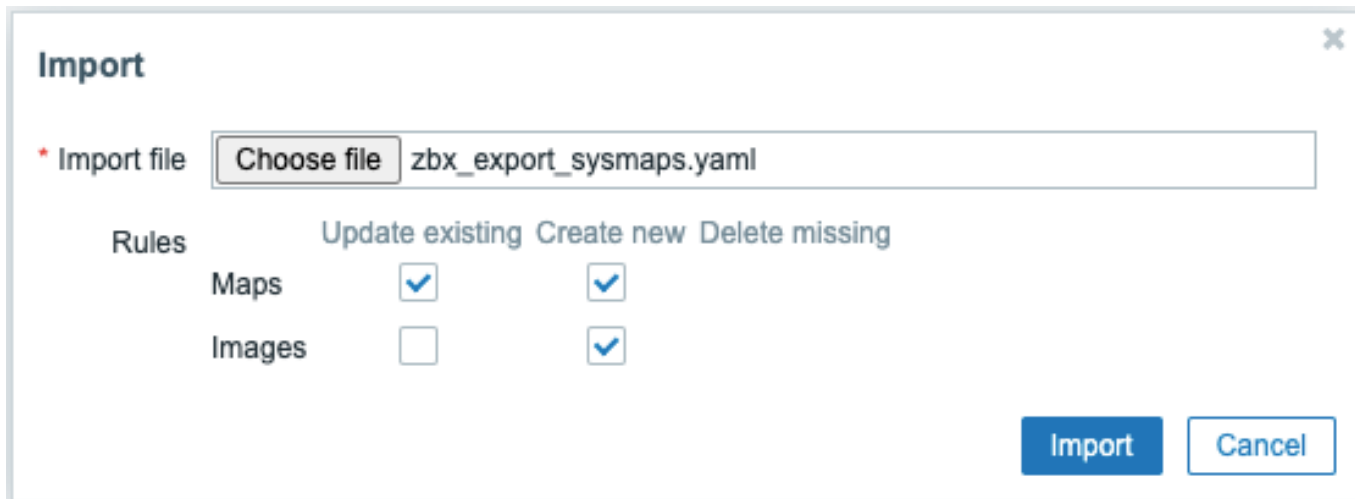 Import
* Import file Choose file zbx_export_sysmaps.yaml
Rules Update existing Create new Delete missing
Maps
Images
Import Cancel